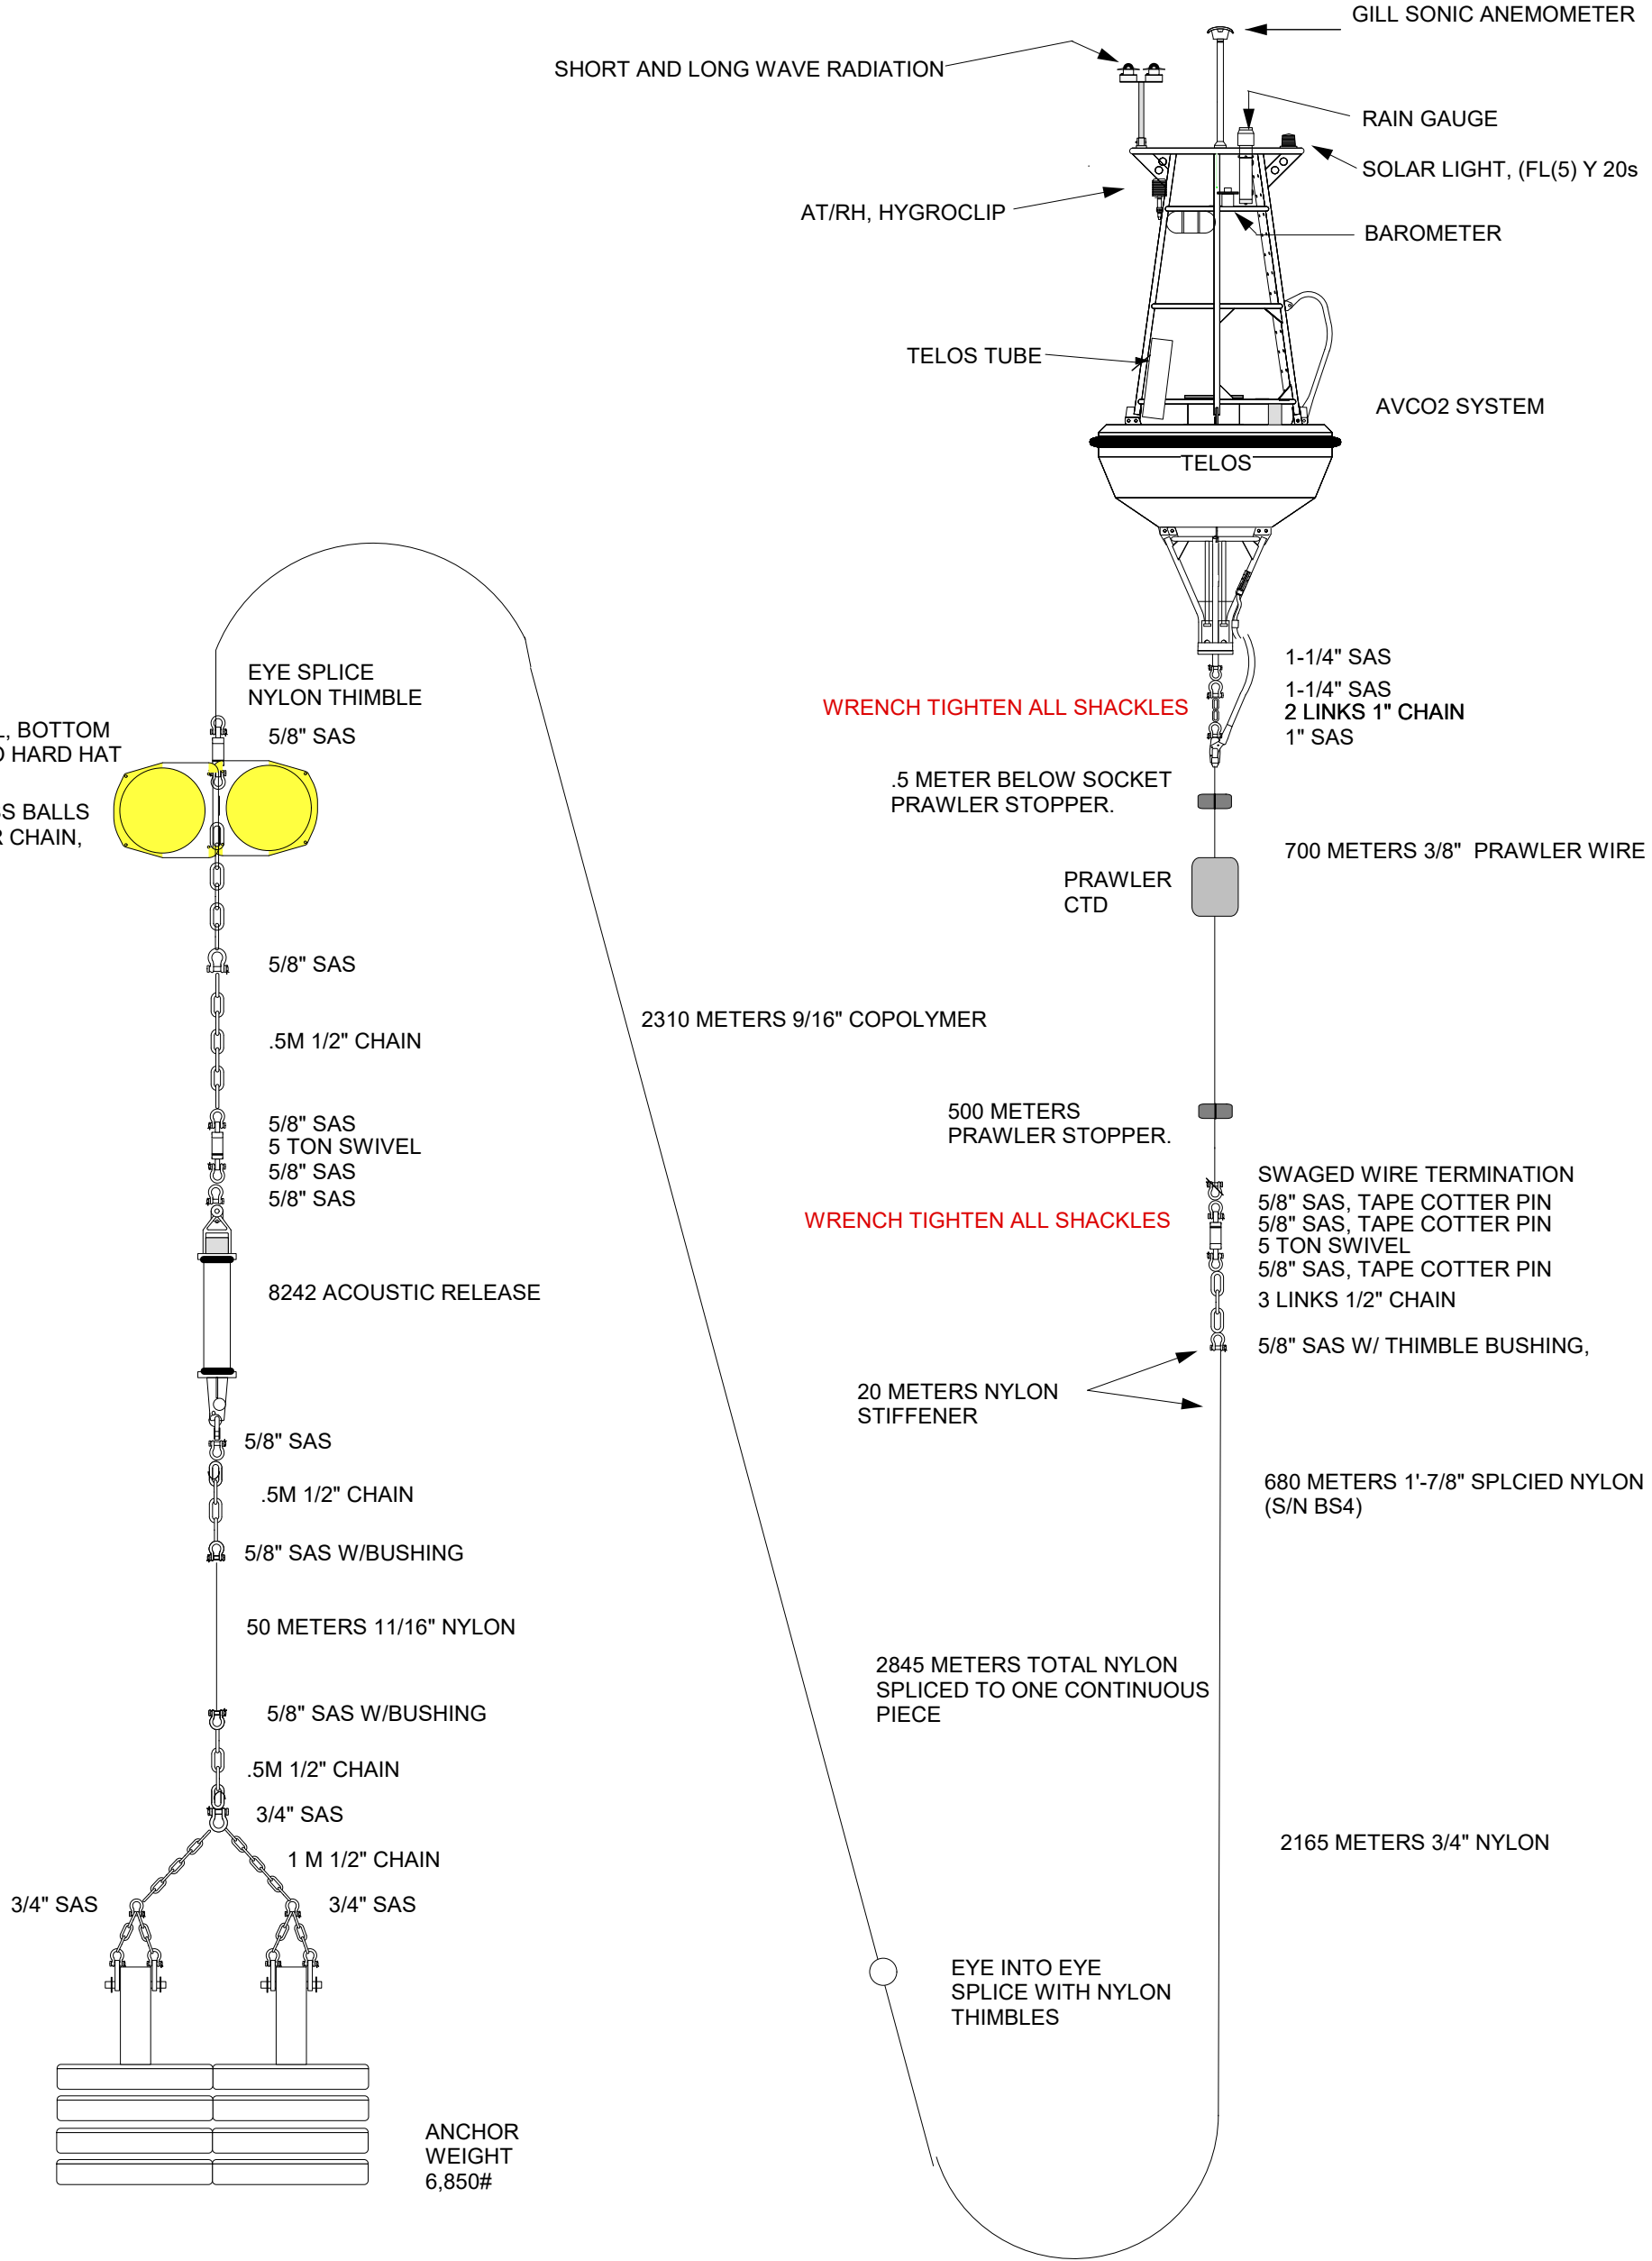 GILL SONIC ANEMOMETER
SHORT AND LONG WAVE RADIATION
RAIN GAUGE
SOLAR LIGHT, (FL(5) Y 20s
AT/RH, HYGROCLIP
BAROMETER
TELOS TUBE
AVCO2 SYSTEM
TELOS
1-1/4" SAS
1-1/4" SAS
2 LINKS 1" CHAIN
1" SAS
WRENCH TIGHTEN ALL SHACKLES
.5 METER BELOW SOCKET
PRAWLER STOPPER.
700 METERS 3/8" PRAWLER WIRE
PRAWLER
CTD
500 METERS
PRAWLER STOPPER.
SWAGED WIRE TERMINATION
5/8" SAS, TAPE COTTER PIN
5/8" SAS, TAPE COTTER PIN
5 TON SWIVEL
5/8" SAS, TAPE COTTER PIN
3 LINKS 1/2" CHAIN
5/8" SAS W/ THIMBLE BUSHING,
WRENCH TIGHTEN ALL SHACKLES
20 METERS NYLON
STIFFENER
680 METERS 1'-7/8" SPLCIED NYLON
(S/N BS4)
2845 METERS TOTAL NYLON
SPLICED TO ONE CONTINUOUS
PIECE
2165 METERS 3/4" NYLON
EYE INTO EYE
SPLICE WITH NYLON
THIMBLES
2310 METERS 9/16" COPOLYMER
EYE SPLICE
NYLON THIMBLE
5/8" SAS
, BOTTOM
HARD HAT
BALLS
CHAIN,
5/8" SAS
.5M 1/2" CHAIN
5/8" SAS
5 TON SWIVEL
5/8" SAS
5/8" SAS
8242 ACOUSTIC RELEASE
5/8" SAS
.5M 1/2" CHAIN
5/8" SAS W/BUSHING
50 METERS 11/16" NYLON
5/8" SAS W/BUSHING
.5M 1/2" CHAIN
3/4" SAS
1 M 1/2" CHAIN
3/4" SAS
3/4" SAS
ANCHOR
WEIGHT
6,850#